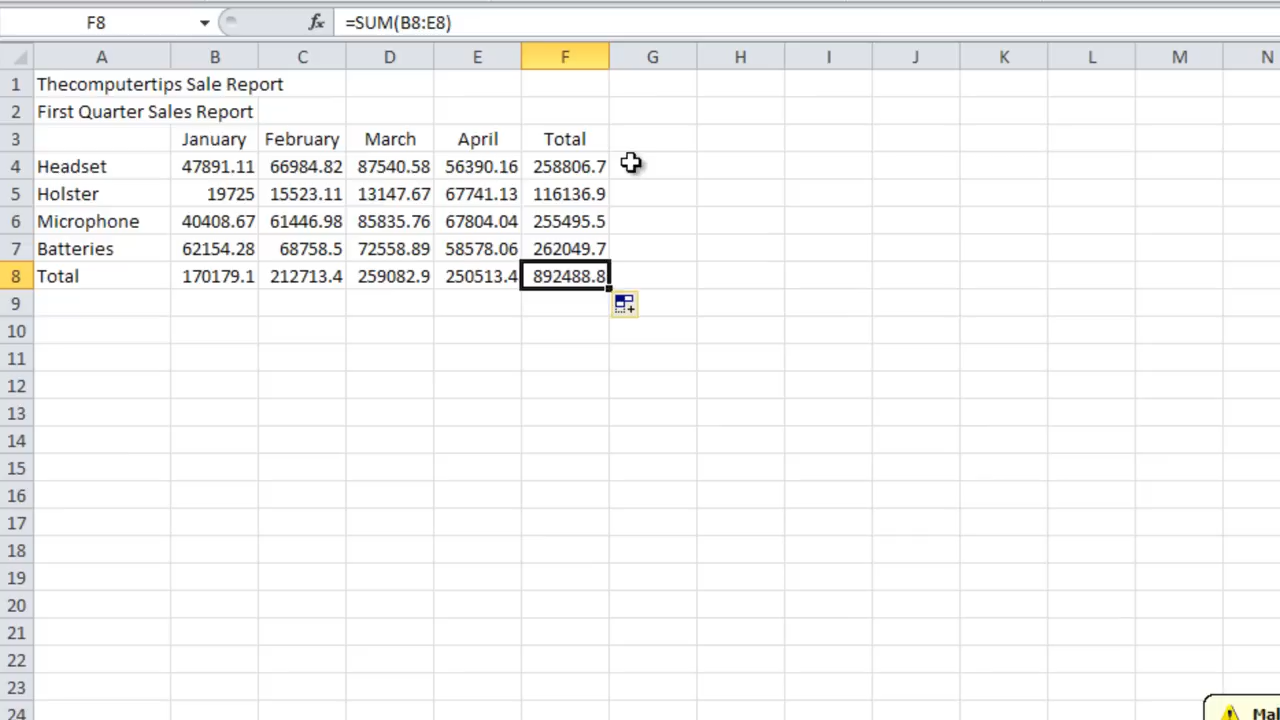 F8 fx =SUM(B8:E8)
A B C D E F G H I J K L M N
1 Thecomputertips Sale Report
2 First Quarter Sales Report
3 January February March April Total
4 Headset 47891.11 66984.82 87540.58 56390.16 258806.7
5 Holster 19725 15523.11 13147.67 67741.13 116136.9
6 Microphone 40408.67 61446.98 85835.76 67804.04 255495.5
7 Batteries 62154.28 68758.5 72558.89 58578.06 262049.7
8 Total 170179.1 212713.4 259082.9 250513.4 892488.8
9
10
11
12
13
14
15
16
17
18
19
20
21
22
23
24